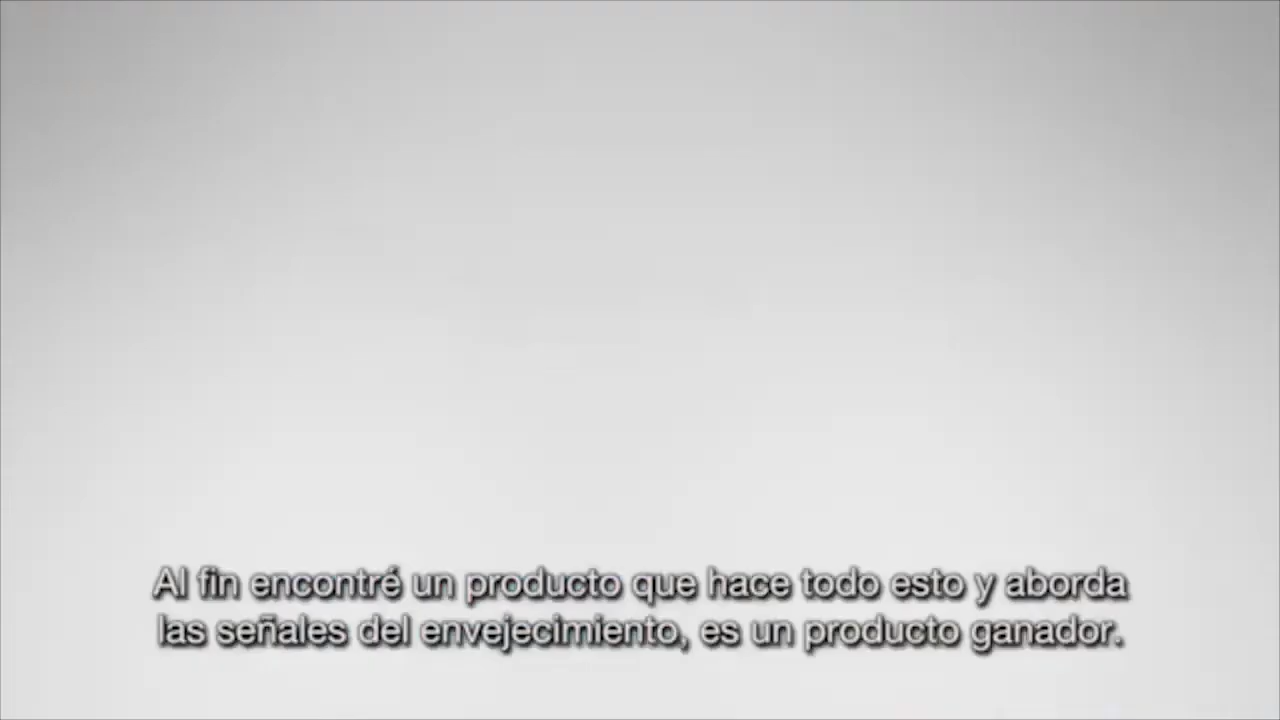 Al fin encontré un producto que hace todo esto y aborda
las señales del envejecimiento, es un producto ganador.